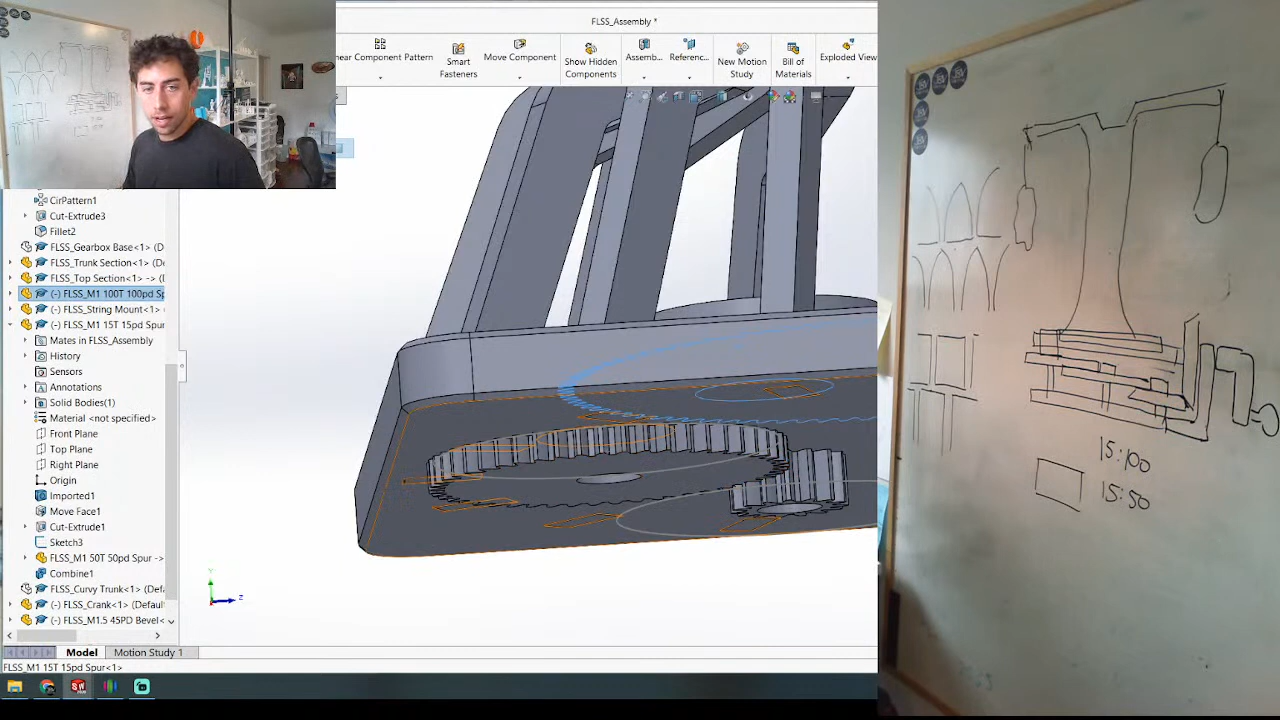 FLSS_Assembly *
near Component Pattern
Smart
Fasteners
Move Component
Show Hidden
Components
Assemb...
Referenc...
New Motion
Study
Bill of
Materials
Exploded View
CirPattern1
Cut-Extrude3
Fillet2
FLSS_Gearbox Base<1> (D
FLSS_Trunk Section<1> (D
FLSS_Top Section<1> -> (
(-) FLSS_M1 100T 100pd Sp
(-) FLSS_String Mount<1>
(-) FLSS_M1 15T 15pd Spur
Mates in FLSS_Assembly
History
Sensors
Annotations
Solid Bodies(1)
Material <not specified>
Front Plane
Top Plane
Right Plane
Origin
Imported1
Move Face1
Cut-Extrude1
Sketch3
FLSS_M1 50T 50pd Spur ->
Combine1
FLSS_Curvy Trunk<1> (Defa
(-) FLSS_Crank<1> (Defaul
(-) FLSS_M1.5 45PD Bevel<
Y
Z
Model
Motion Study 1
FLSS_M1 15T 15pd Spur<1>
SW
15:100
15:50